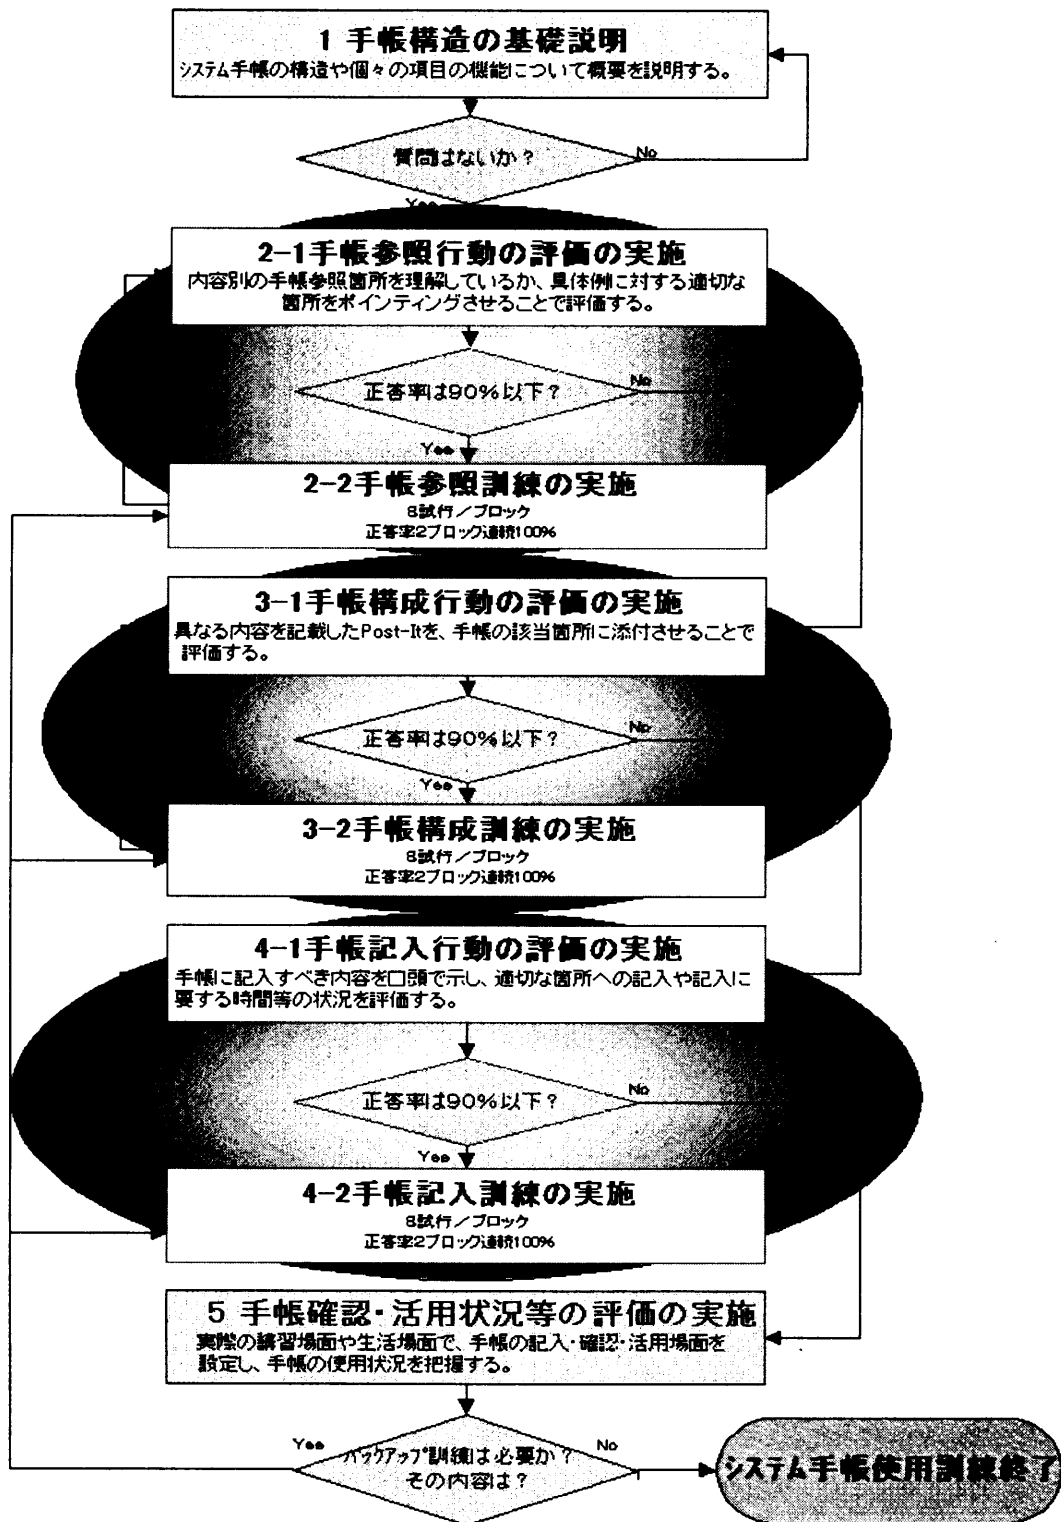 1 手帳構造の基礎説明
システム手帳の構造や個々の項目の機能について概要を説明する。
質問はないか？
No
Yes
2-1手帳参照行動の評価の実施
内容別の手帳参照箇所を理解しているか、具体例に対する適切な
箇所をポインティングさせることで評価する。
正答率は90%以下？
No
Yes
2-2手帳参照訓練の実施
8試行／ブロック
正答率2ブロック連続100%
3-1手帳構成行動の評価の実施
異なる内容を記載したPost-Itを、手帳の該当箇所に添付させることで
評価する。
正答率は90%以下？
No
Yes
3-2手帳構成訓練の実施
8試行／ブロック
正答率2ブロック連続100%
4-1手帳記入行動の評価の実施
手帳に記入すべき内容を口頭で示し、適切な箇所への記入や記入に
要する時間等の状況を評価する。
正答率は90%以下？
No
Yes
4-2手帳記入訓練の実施
8試行／ブロック
正答率2ブロック連続100%
5 手帳確認・活用状況等の評価の実施
実際の講習場面や生活場面で、手帳の記入・確認・活用場面を
設定し、手帳の使用状況を把握する。
Yes
バックアップ訓練は必要か？
その内容は？
No
システム手帳使用訓練終了